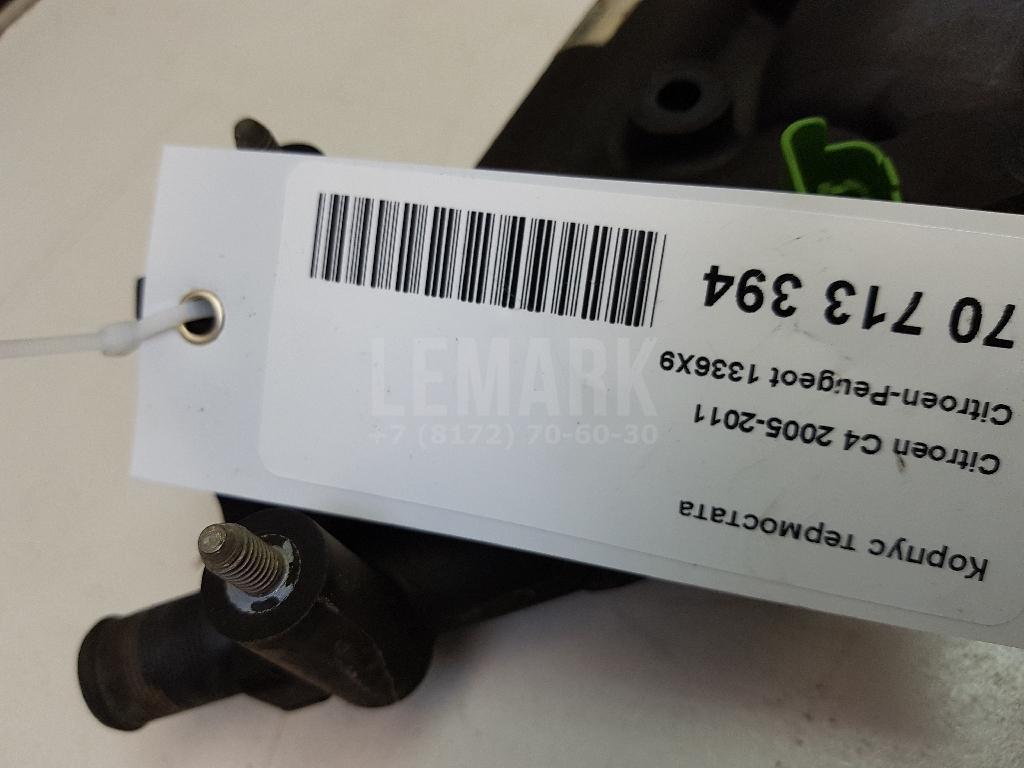 Корпус термостата
Citroen C4 2005-2011
Citroen-Peugeot 1336X9
70 713 394
LEMARK
+7 (8172) 70-60-30